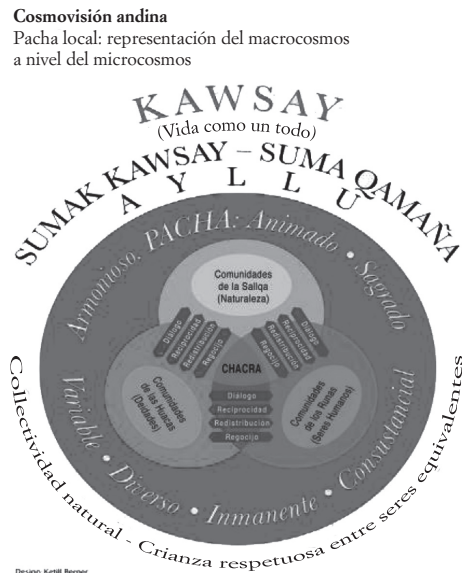 Cosmovisión andina
Pacha local: representación del macrocosmos
a nivel del microcosmos
KAWSAY
(Vida como un todo)
SUMAK KAWSAY – SUMA QAMAÑA
AYLLU
Armonioso. PACHA: Animado • Sagrado
Comunidades
de la Sallqa
(Naturaleza)
Diálogo
Reciprocidad
Redistribución
Regocijo
Diálogo
Reciprocidad
Redistribución
Regocijo
CHACRA
Comunidades
de las Huacas
(Deidades)
Diálogo
Reciprocidad
Redistribución
Regocijo
Comunidades
de los Runas
(Seres Humanos)
Variable • Diverso • Inmanente • Consustancial
Collectividad natural - Crianza respetuosa entre seres equivalentes